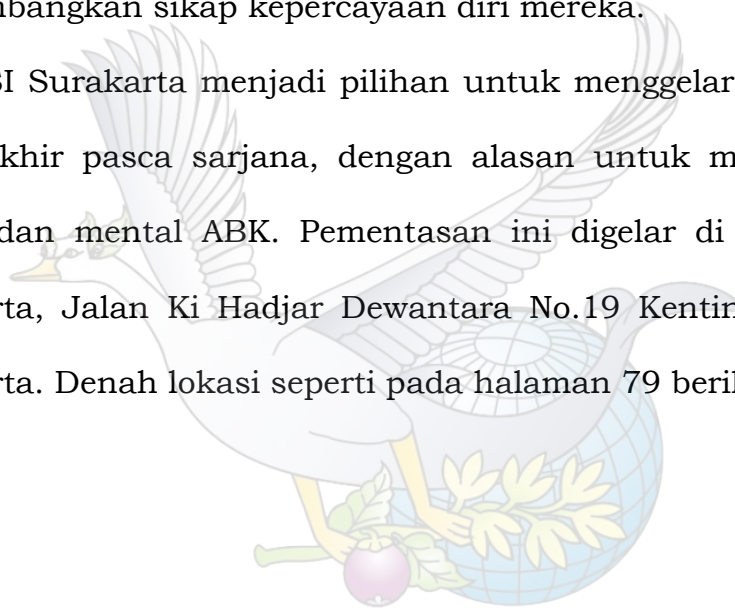 mbangkan sikap kepercayaan diri mereka.
SI Surakarta menjadi pilihan untuk menggelar
khir pasca sarjana, dengan alasan untuk m
dan mental ABK. Pementasan ini digelar di
rta, Jalan Ki Hadjar Dewantara No.19 Kentin
rta. Denah lokasi seperti pada halaman 79 beri